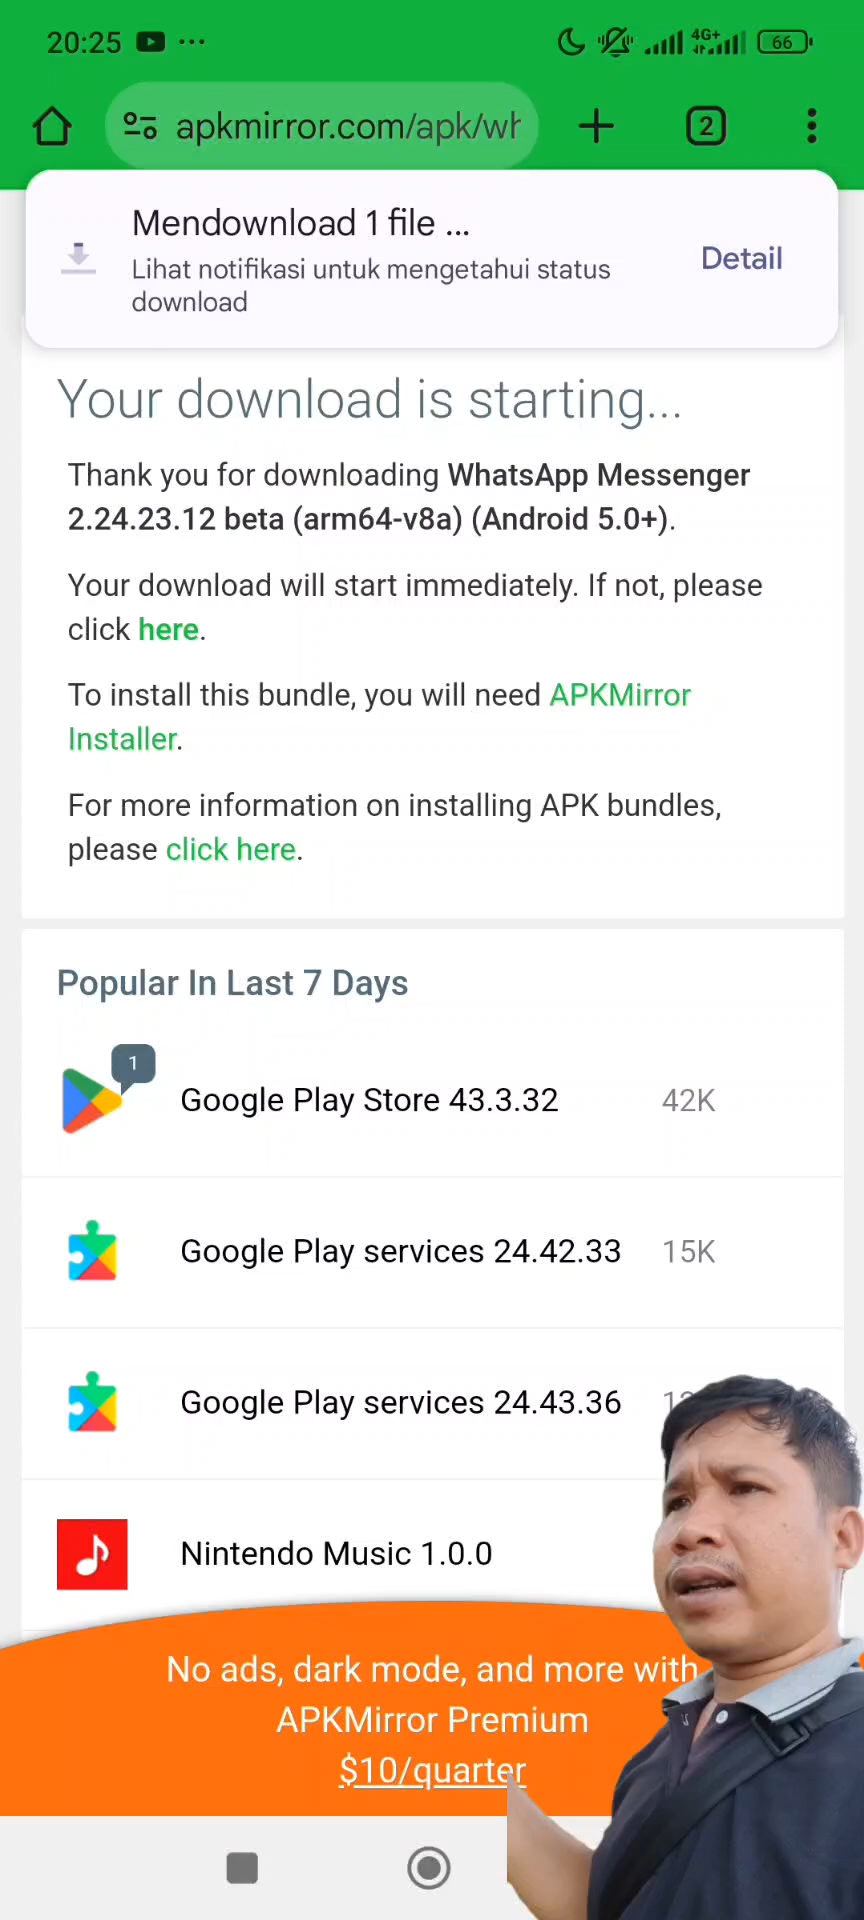 20:25
4G+
66
apkmirror.com/apk/wh
2
Mendownload 1 file ...
Lihat notifikasi untuk mengetahui status
download
Detail
Your download is starting...
Thank you for downloading WhatsApp Messenger
2.24.23.12 beta (arm64-v8a) (Android 5.0+).
Your download will start immediately. If not, please
click here.
To install this bundle, you will need APKMirror
Installer.
For more information on installing APK bundles,
please click here.
Popular In Last 7 Days
1
Google Play Store 43.3.32 42K
Google Play services 24.42.33 15K
Google Play services 24.43.36
Nintendo Music 1.0.0
No ads, dark mode, and more with
APKMirror Premium
$10/quarter